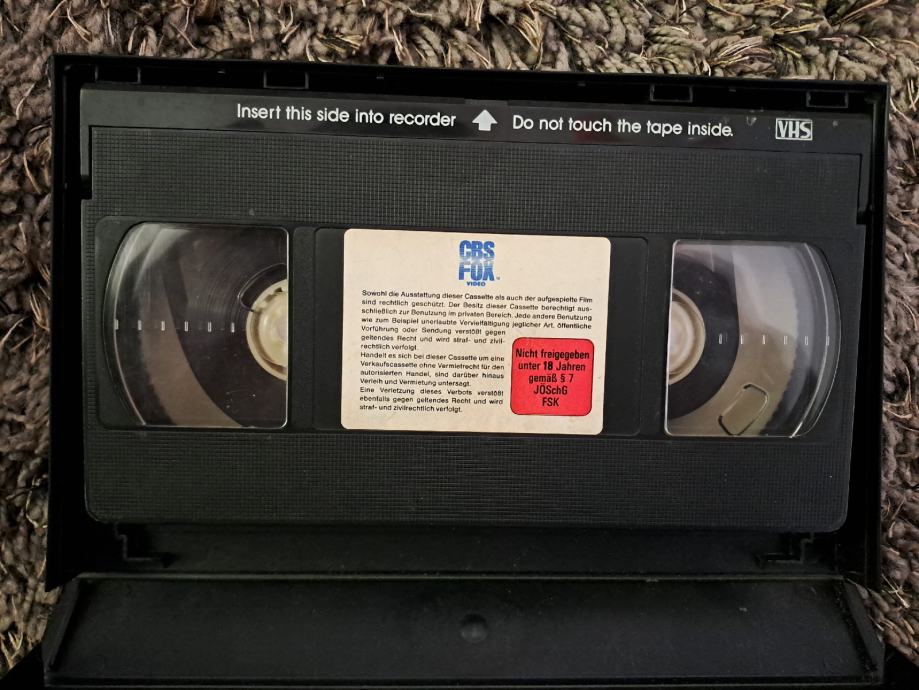 Insert this side into recorder Do not touch the tape inside. VHS
CBS
FOX™
VIDEO
Sowohl die Ausstattung dieser Cassette als auch der aufgespielte Film
sind rechtlich geschützt. Der Besitz dieser Cassette berechtigt aus-
schließlich zur Benutzung im privaten Bereich. Jede andere Benutzung
wie zum Beispiel unerlaubte Vervielfältigung jeglicher Art, öffentliche
Vorführung oder Sendung verstößt gegen
geltendes Recht und wird straf- und zivil-
rechtlich verfolgt.
Handelt es sich bei dieser Cassette um eine
Verkaufscassette ohne Vermietrecht für den
autorisierten Handel, sind darüber hinaus
Verleih und Vermietung untersagt.
Eine Verletzung dieses Verbots verstößt
ebenfalls gegen geltendes Recht und wird
straf- und zivilrechtlich verfolgt.
Nicht freigegeben
unter 18 Jahren
gemäß § 7
JÖSchG
FSK